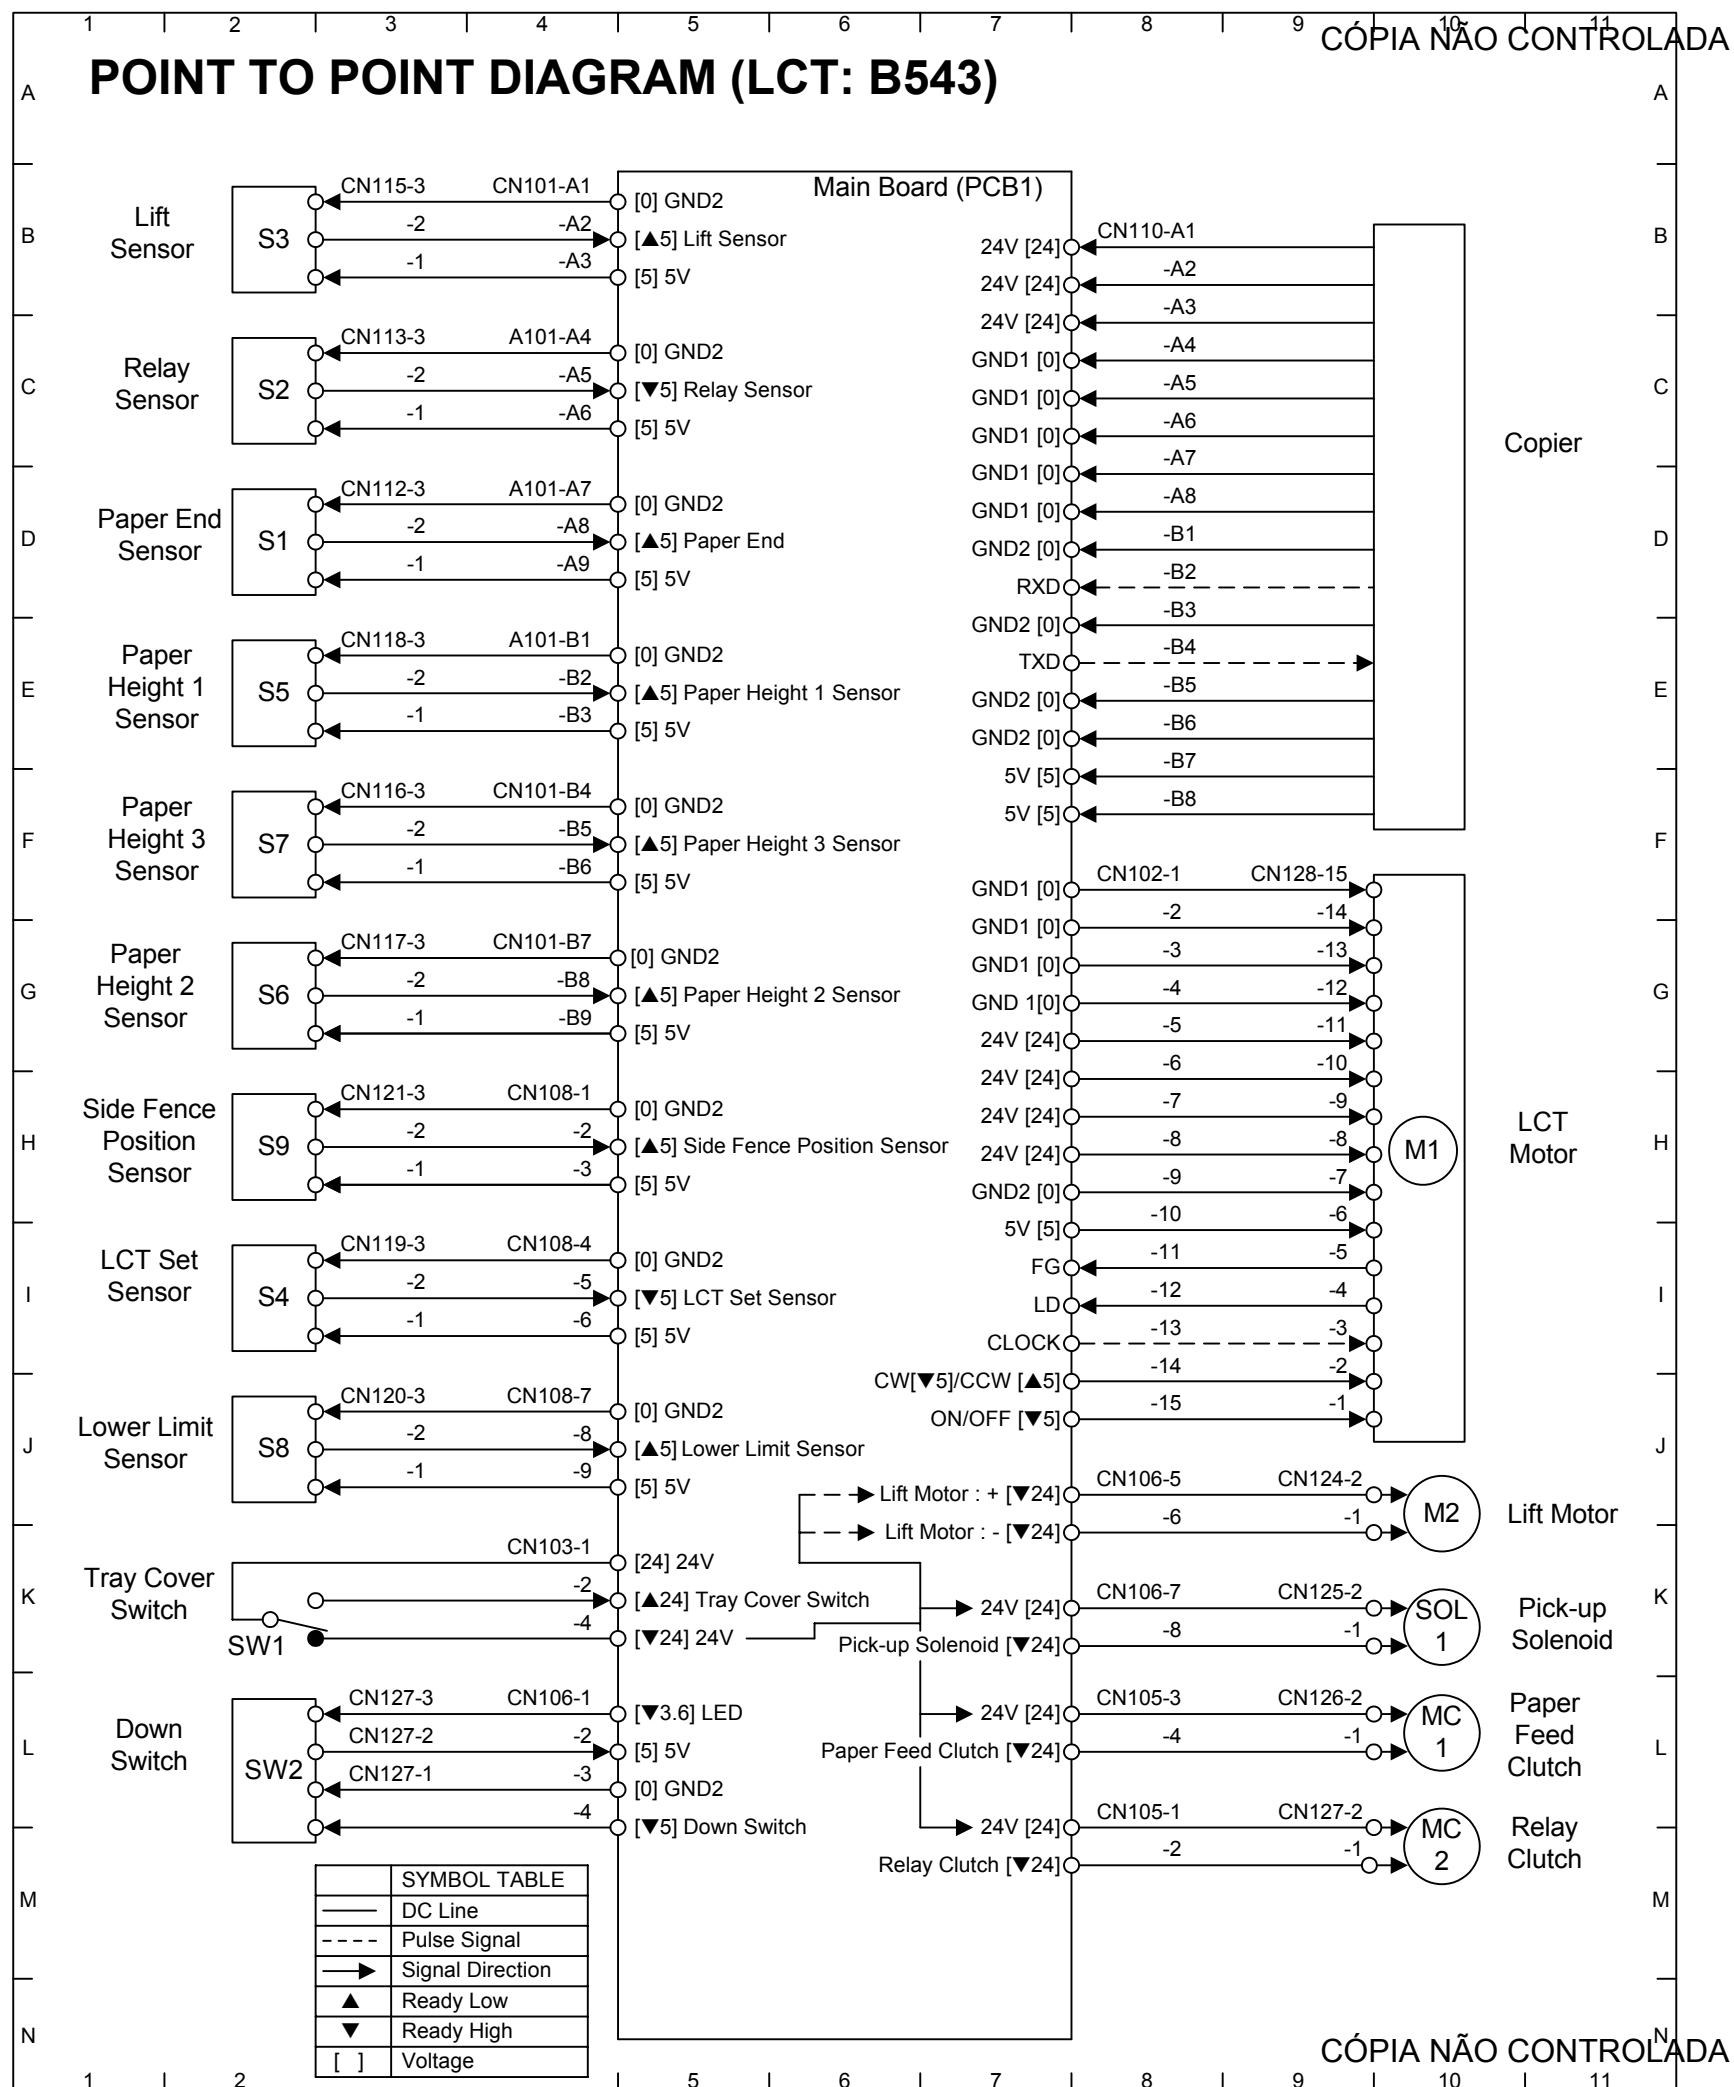 1 2 3 4 5 6 7 8 9 10 11
CÓPIA NÃO CONTROLADA
POINT TO POINT DIAGRAM (LCT: B543)
A A
B B
C C
D D
E E
F F
G G
H H
I I
J J
K K
L L
M M
N N
Main Board (PCB1)
Lift
Sensor
S3
CN115-3 CN101-A1 [0] GND2
-2 -A2 [▲5] Lift Sensor
-1 -A3 [5] 5V
Relay
Sensor
S2
CN113-3 A101-A4 [0] GND2
-2 -A5 [▼5] Relay Sensor
-1 -A6 [5] 5V
Paper End
Sensor
S1
CN112-3 A101-A7 [0] GND2
-2 -A8 [▲5] Paper End
-1 -A9 [5] 5V
Paper
Height 1
Sensor
S5
CN118-3 A101-B1 [0] GND2
-2 -B2 [▲5] Paper Height 1 Sensor
-1 -B3 [5] 5V
Paper
Height 3
Sensor
S7
CN116-3 CN101-B4 [0] GND2
-2 -B5 [▲5] Paper Height 3 Sensor
-1 -B6 [5] 5V
Paper
Height 2
Sensor
S6
CN117-3 CN101-B7 [0] GND2
-2 -B8 [▲5] Paper Height 2 Sensor
-1 -B9 [5] 5V
Side Fence
Position
Sensor
S9
CN121-3 CN108-1 [0] GND2
-2 -2 [▲5] Side Fence Position Sensor
-1 -3 [5] 5V
LCT Set
Sensor
S4
CN119-3 CN108-4 [0] GND2
-2 -5 [▼5] LCT Set Sensor
-1 -6 [5] 5V
Lower Limit
Sensor
S8
CN120-3 CN108-7 [0] GND2
-2 -8 [▲5] Lower Limit Sensor
-1 -9 [5] 5V
Tray Cover
Switch
SW1
CN103-1 [24] 24V
-2 [▲24] Tray Cover Switch
-4 [▼24] 24V
Down
Switch
SW2
CN127-3 CN106-1 [▼3.6] LED
CN127-2 -2 [5] 5V
CN127-1 -3 [0] GND2
-4 [▼5] Down Switch
24V [24] CN110-A1
24V [24] -A2
24V [24] -A3
GND1 [0] -A4
GND1 [0] -A5
GND1 [0] -A6
GND1 [0] -A7
GND1 [0] -A8
GND2 [0] -B1
RXD -B2
GND2 [0] -B3
TXD -B4
GND2 [0] -B5
GND2 [0] -B6
5V [5] -B7
5V [5] -B8
Copier
GND1 [0] CN102-1 CN128-15
GND1 [0] -2 -14
GND1 [0] -3 -13
GND 1[0] -4 -12
24V [24] -5 -11
24V [24] -6 -10
24V [24] -7 -9
24V [24] -8 -8
GND2 [0] -9 -7
5V [5] -10 -6
FG -11 -5
LD -12 -4
CLOCK -13 -3
CW[▼5]/CCW [▲5] -14 -2
ON/OFF [▼5] -15 -1
M1
LCT
Motor
Lift Motor : + [▼24] CN106-5 CN124-2
Lift Motor : - [▼24] -6 -1
M2
Lift Motor
24V [24] CN106-7 CN125-2
Pick-up Solenoid [▼24] -8 -1
SOL
1
Pick-up
Solenoid
24V [24] CN105-3 CN126-2
Paper Feed Clutch [▼24] -4 -1
MC
1
Paper
Feed
Clutch
24V [24] CN105-1 CN127-2
Relay Clutch [▼24] -2 -1
MC
2
Relay
Clutch
SYMBOL TABLE
DC Line
Pulse Signal
Signal Direction
▲ Ready Low
▼ Ready High
[ ] Voltage
CÓPIA NÃO CONTROLADA
1 2 5 6 7 8 9 10 11